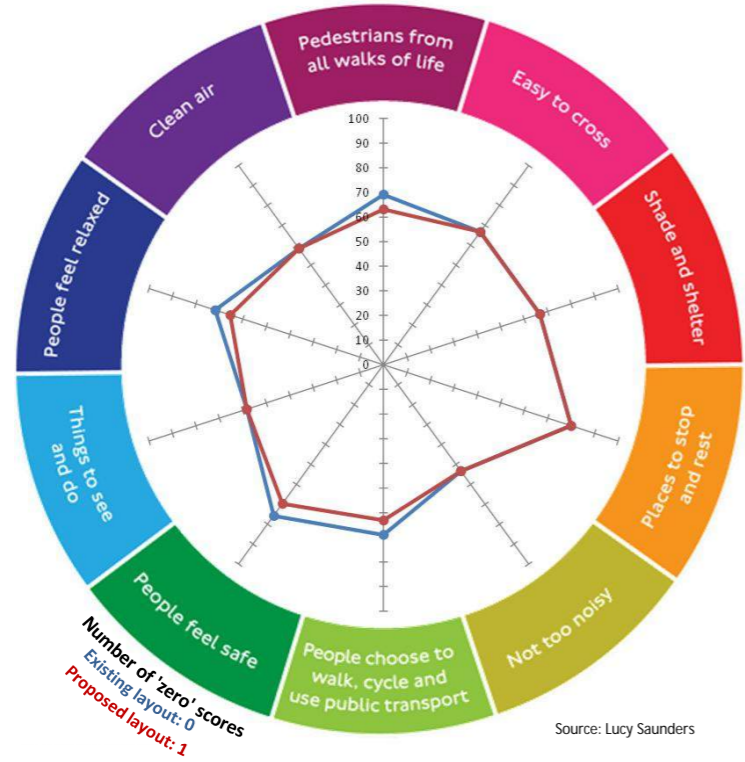 Pedestrians from
all walks of life
Easy to cross
Shade and shelter
Places to stop
and rest
Not too noisy
People choose to
walk, cycle and
use public transport
People feel safe
Things to see
and do
People feel relaxed
Clean air
100
90
80
70
60
50
40
30
20
10
0
Number of 'zero' scores
Existing layout: 0
Proposed layout: 1
Source: Lucy Saunders